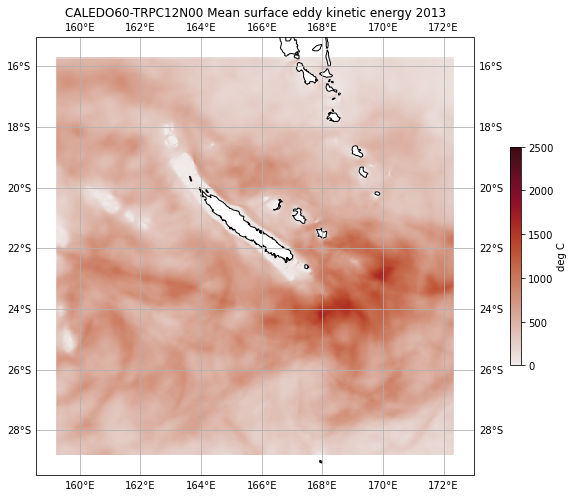 CALEDO60-TRPC12N00 Mean surface eddy kinetic energy 2013
160°E 162°E 164°E 166°E 168°E 170°E 172°E
16°S 16°S
18°S 18°S
20°S 20°S
22°S 22°S
24°S 24°S
26°S 26°S
28°S 28°S
160°E 162°E 164°E 166°E 168°E 170°E 172°E
2500
2000
1500
1000
500
0
deg C